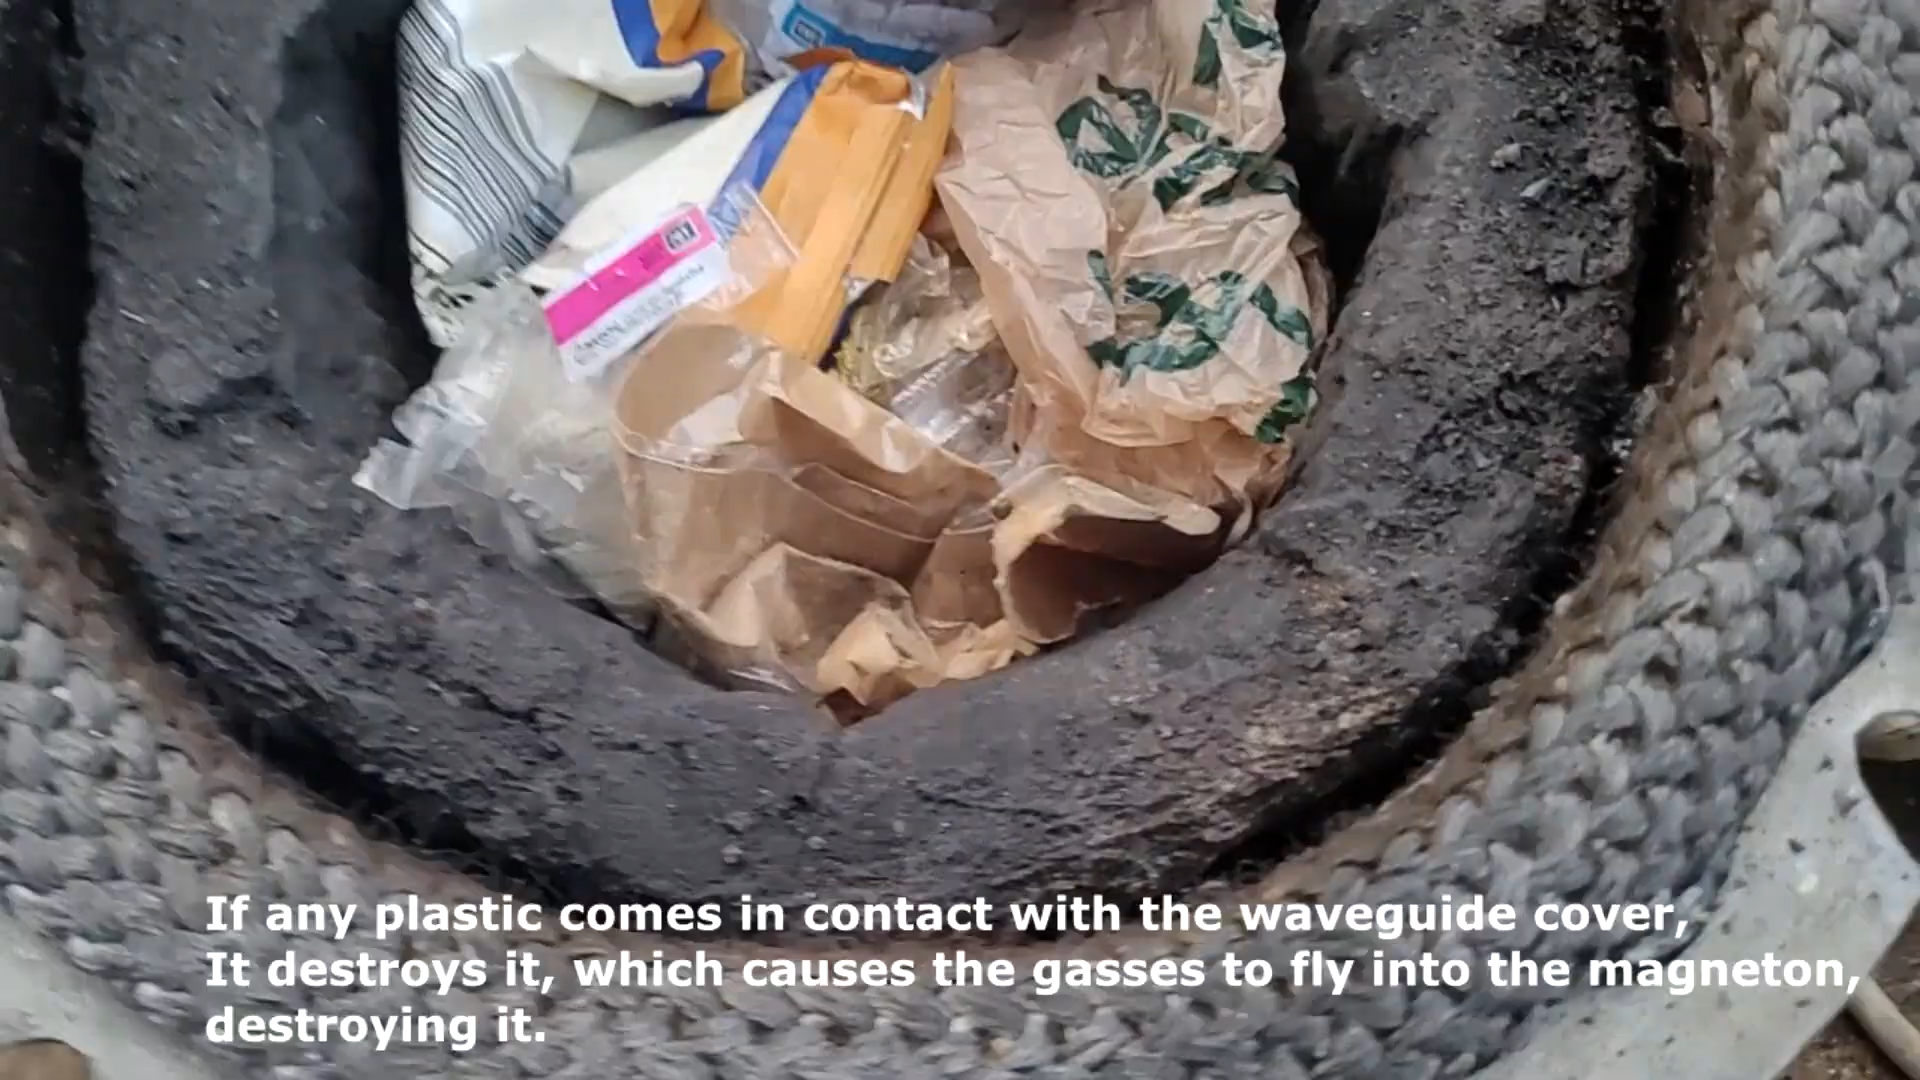 If any plastic comes in contact with the waveguide cover,
It destroys it, which causes the gasses to fly into the magneton,
destroying it.